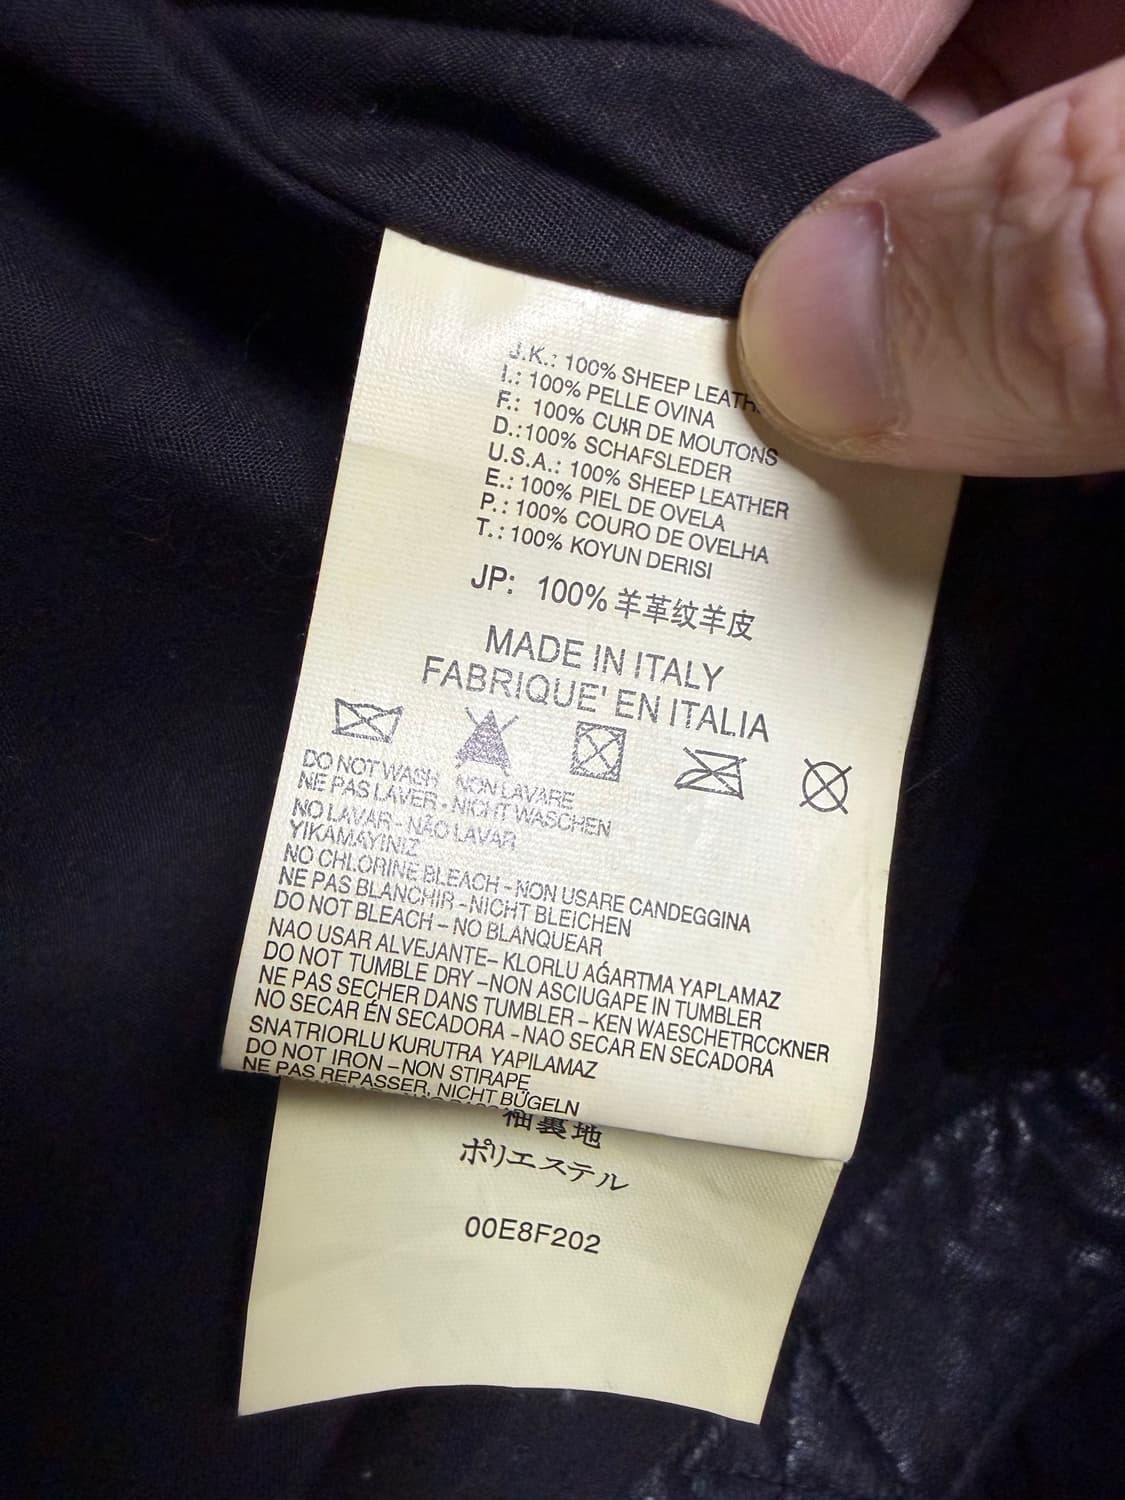 J.K.: 100% SHEEP
I.: 100% PELLE OVINA
F.: 100% CUIR DE MOUTONS
D.:100% SCHAFSLEDER
U.S.A.: 100% SHEEP LEATHER
E.: 100% PIEL DE OVELA
P.: 100% COURO DE OVELHA
T.: 100% KOYUN DERISI
JP: 100% 羊革纹羊皮
MADE IN ITALY
FABRIQUE' EN ITALIA
DO NOT WASH - NON LAVARE
NE PAS LAVER - NICHT WASCHEN
NO LAVAR - NÃO LAVAR
YIKAMAYINIZ
NO CHLORINE BLEACH - NON USARE CANDEGGINA
NE PAS BLANCHIR - NICHT BLEICHEN
DO NOT BLEACH - NO BLANQUEAR
NAO USAR ALVEJANTE- KLORLU AĞARTMA YAPLAMAZ
DO NOT TUMBLE DRY -NON ASCIUGAPE IN TUMBLER
NE PAS SECHER DANS TUMBLER - KEN WAESCHETRCCKNER
NO SECAR ÉN SECADORA - NAO SECAR EN SECADORA
SNATRIORLU KURUTRA YAPILAMAZ
DO NOT IRON -NON STIRAPE
NE PAS REPASSER, NICHT BÜGELN
袖裏地
ポリエステル
00E8F202